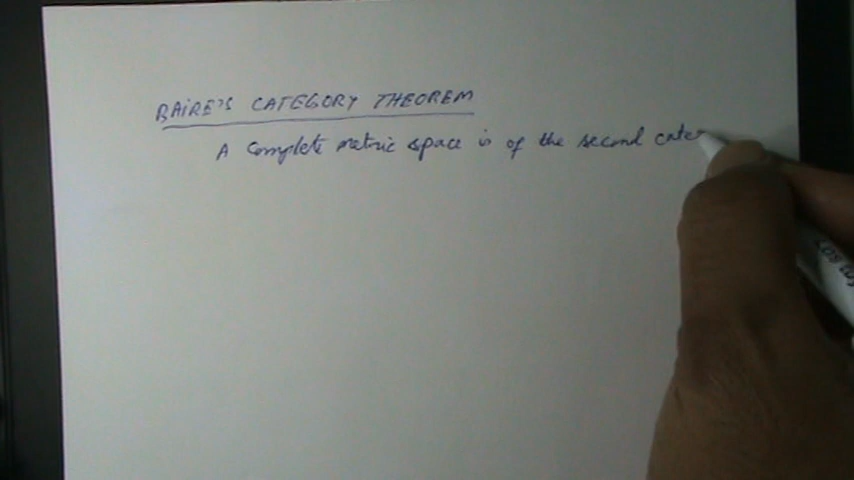 BAIRE'S CATEGORY THEOREM
A complete metric space is of the second cate